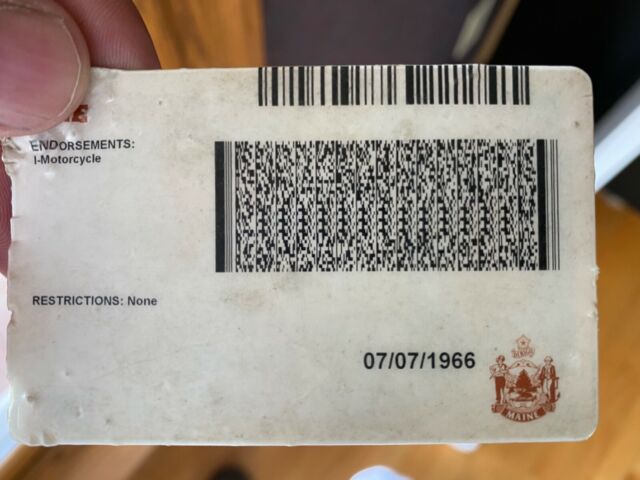 ENDORSEMENTS:
I-Motorcycle
RESTRICTIONS: None
07/07/1966
MAINE